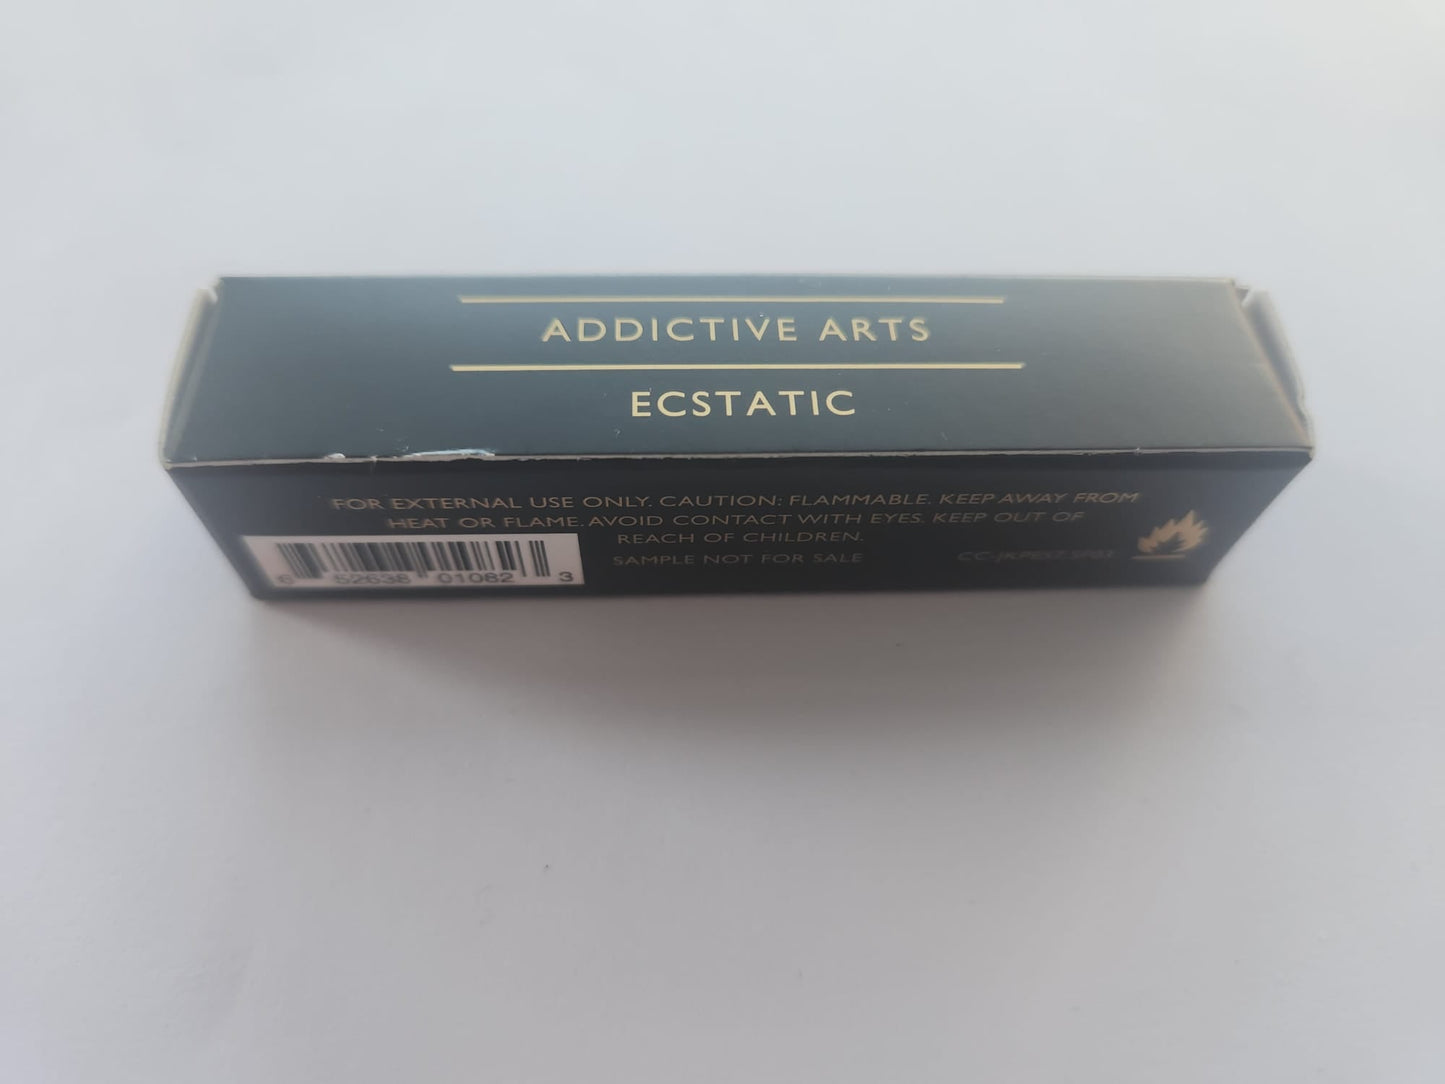 ADDICTIVE ARTS
ECSTATIC
FOR EXTERNAL USE ONLY. CAUTION: FLAMMABLE. KEEP AWAY FROM
HEAT OR FLAME. AVOID CONTACT WITH EYES. KEEP OUT OF
REACH OF CHILDREN.
SAMPLE NOT FOR SALE
6 52638 01082 3